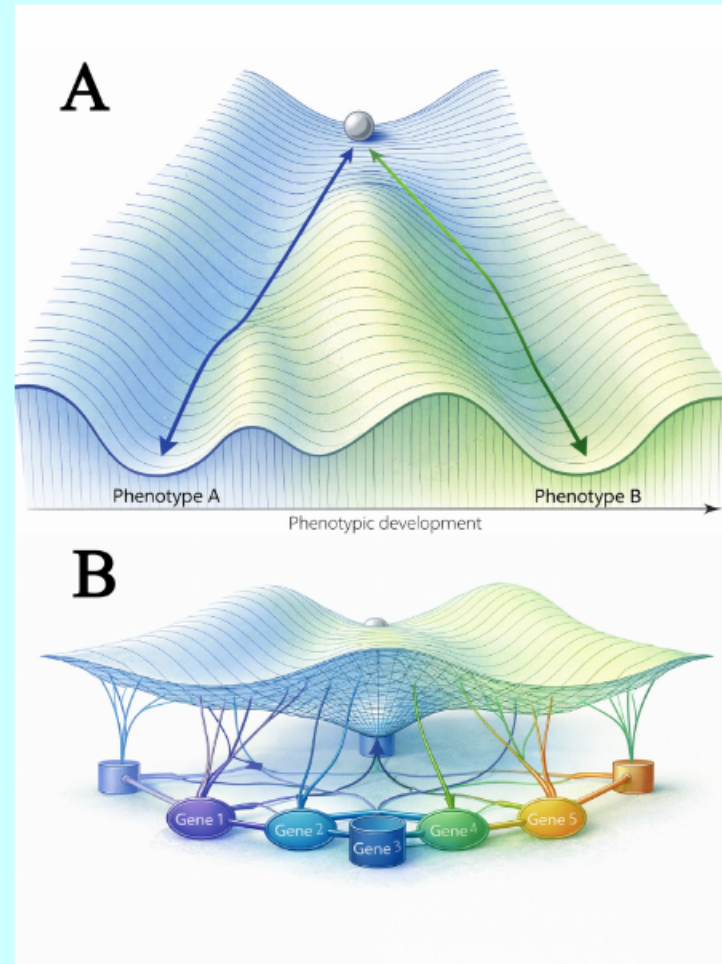 A
Phenotype A
Phenotype B
Phenotypic development
B
Gene 1
Gene 2
Gene 3
Gene 4
Gene 5